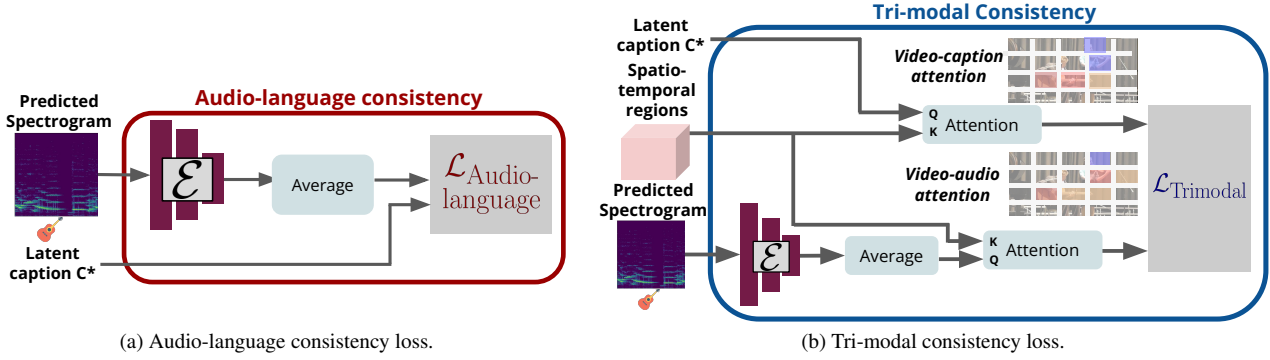 Audio-language consistency
Predicted
Spectrogram
ℰ
Average
ℒAudio-
language
Latent
caption C*
(a) Audio-language consistency loss.
Tri-modal Consistency
Latent
caption C*
Spatio-
temporal
regions
Video-caption
attention
Q
K
Attention
Video-audio
attention
ℒTrimodal
Predicted
Spectrogram
ℰ
Average
K
Q
Attention
(b) Tri-modal consistency loss.